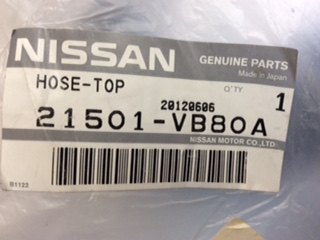 NISSAN GENUINE PARTS
Made in Japan
HOSE-TOP Q'TY 1
20120606
21501-VB80A
NISSAN MOTOR CO.,LTD.
B1123